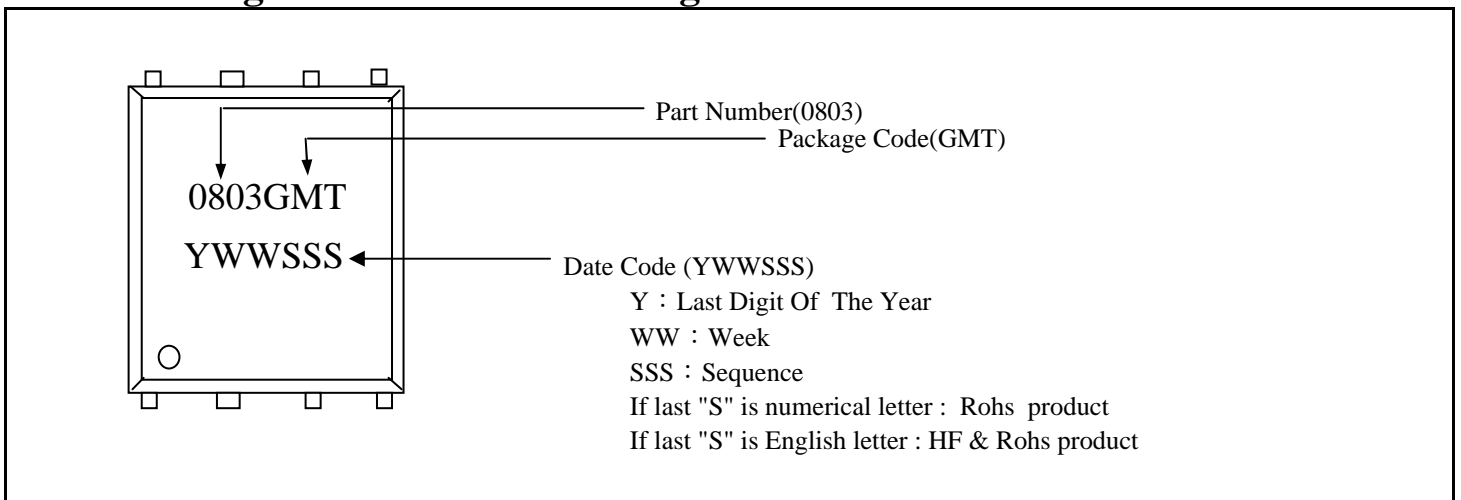 Part Number(0803)
Package Code(GMT)
0803GMT
YWWSSS
Date Code (YWWSSS)
Y：Last Digit Of The Year
WW：Week
SSS：Sequence
If last "S" is numerical letter : Rohs product
If last "S" is English letter : HF & Rohs product